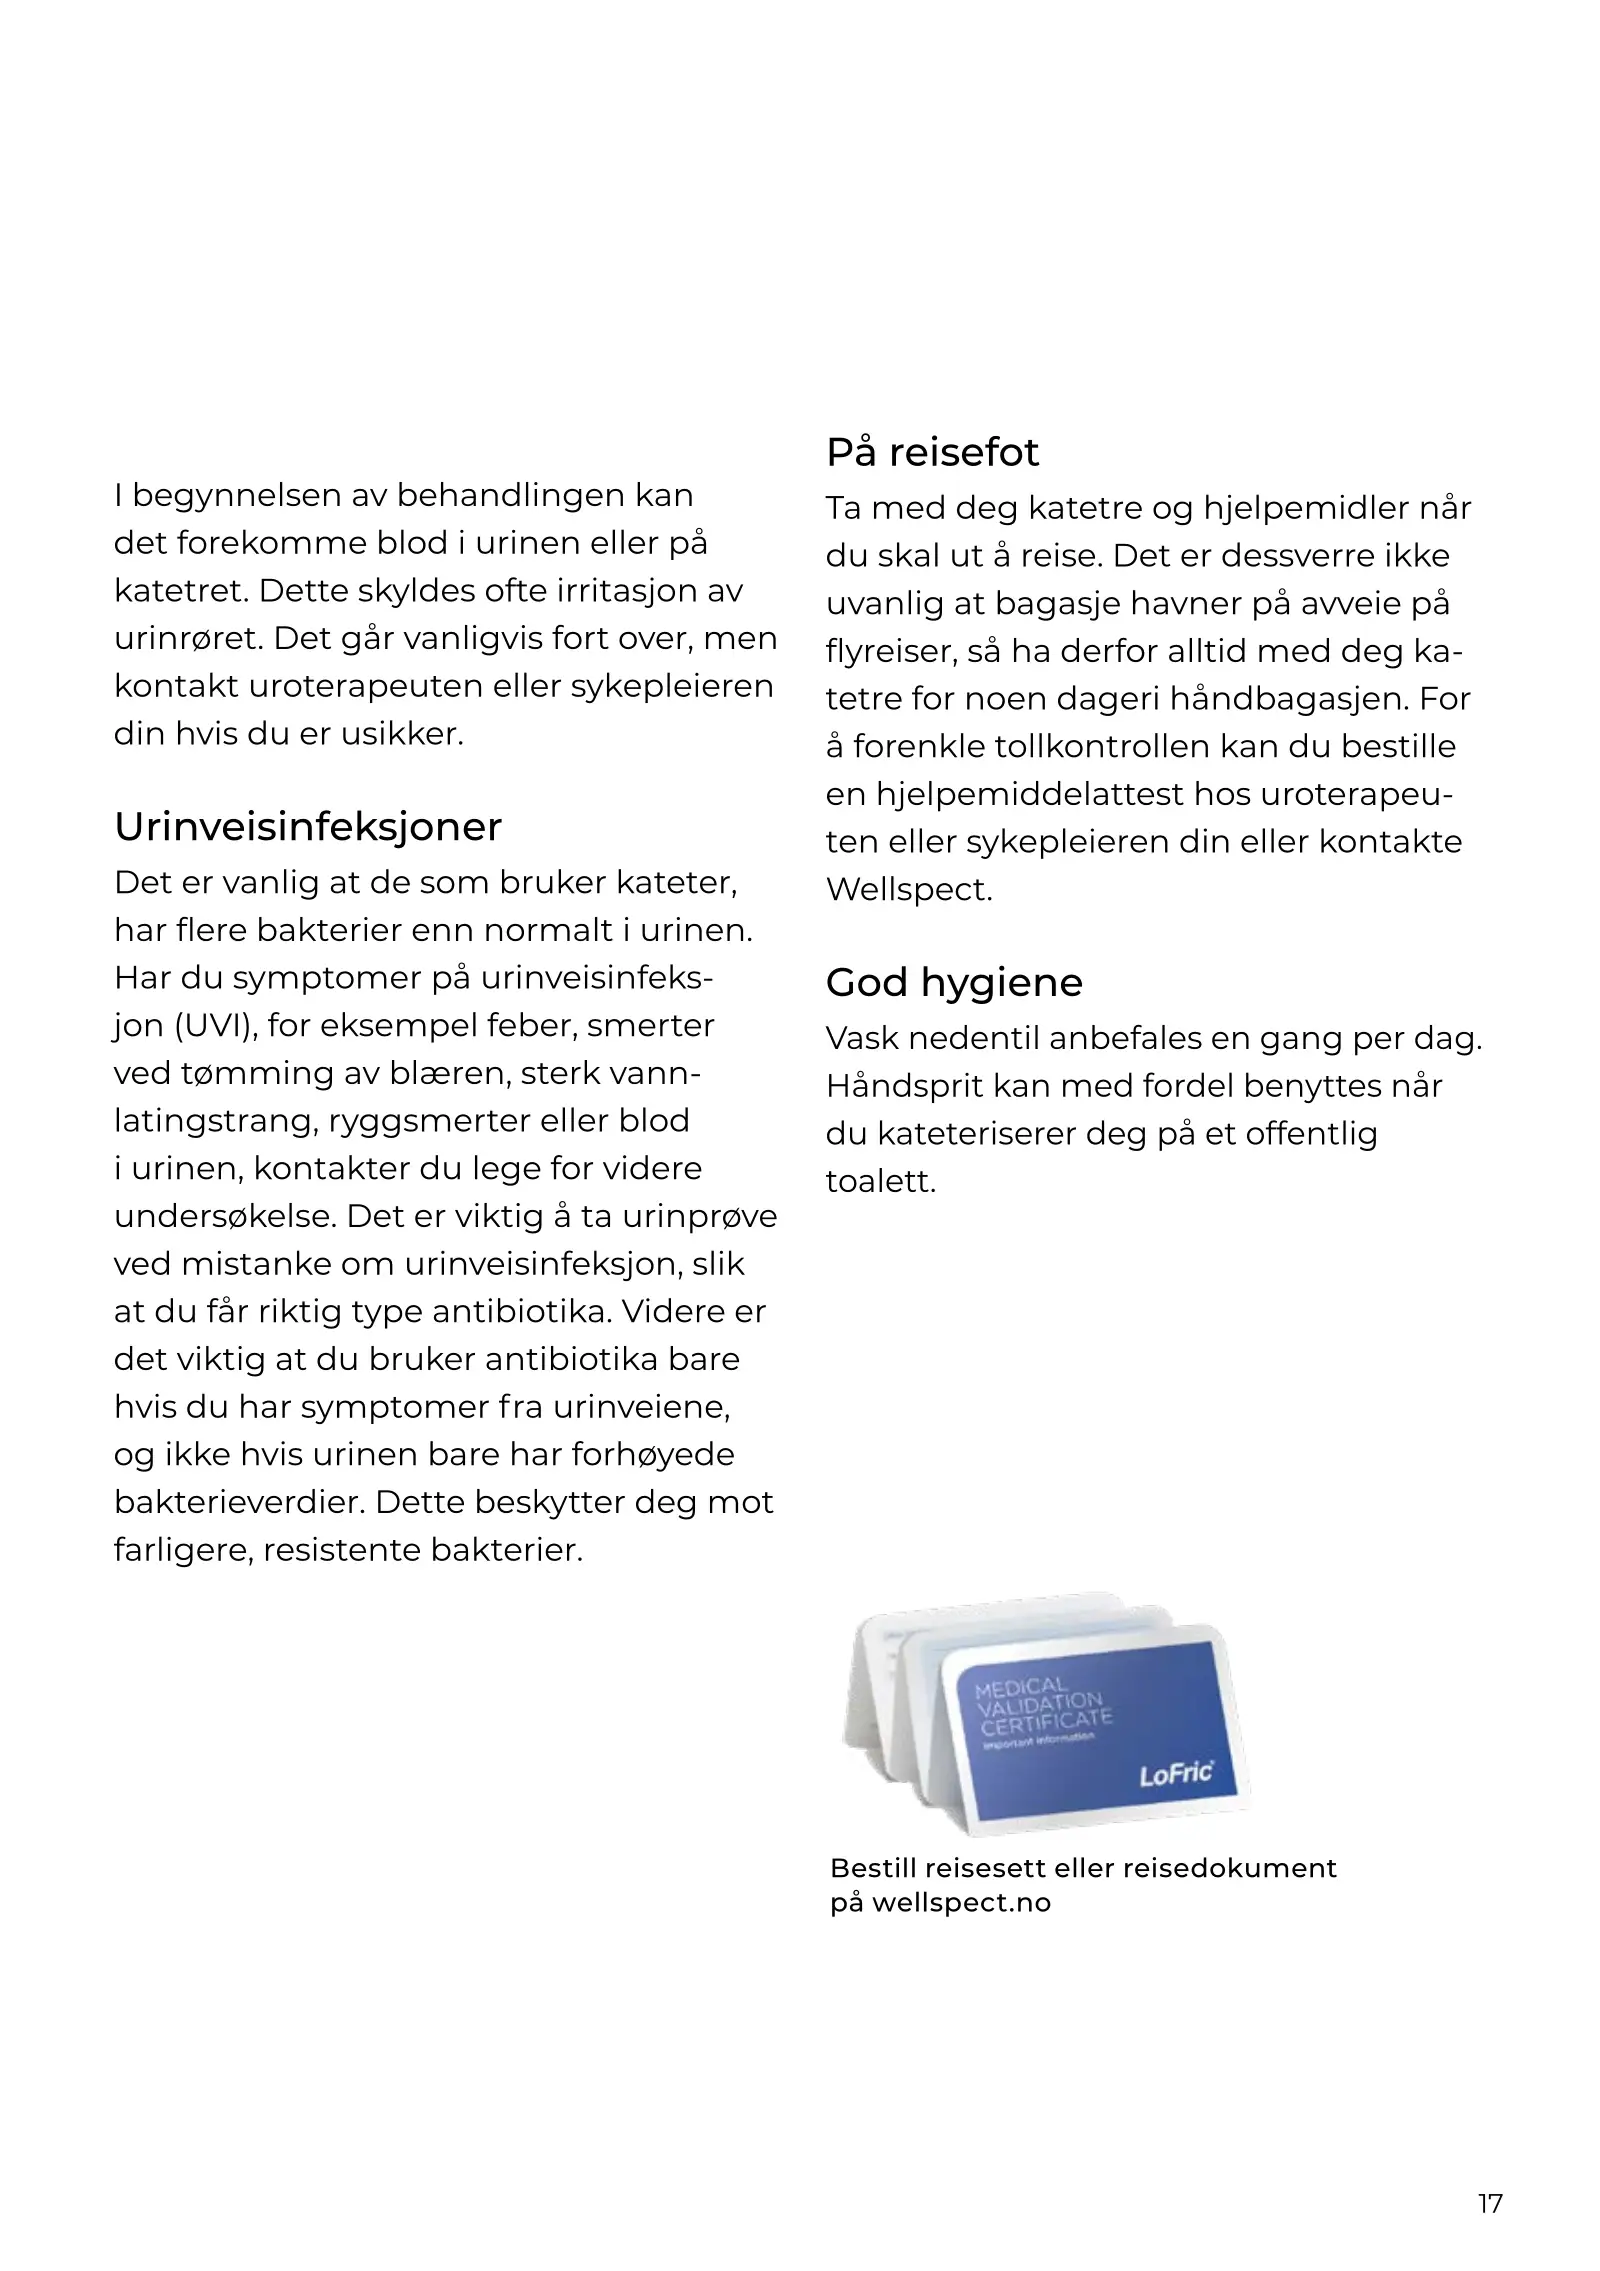 I begynnelsen av behandlingen kan
det forekomme blod i urinen eller på
katetret. Dette skyldes ofte irritasjon av
urinrøret. Det går vanligvis fort over, men
kontakt uroterapeuten eller sykepleieren
din hvis du er usikker.
Urinveisinfeksjoner
Det er vanlig at de som bruker kateter,
har flere bakterier enn normalt i urinen.
Har du symptomer på urinveisinfeks-
jon (UVI), for eksempel feber, smerter
ved tømming av blæren, sterk vann-
latingstrang, ryggsmerter eller blod
i urinen, kontakter du lege for videre
undersøkelse. Det er viktig å ta urinprøve
ved mistanke om urinveisinfeksjon, slik
at du får riktig type antibiotika. Videre er
det viktig at du bruker antibiotika bare
hvis du har symptomer fra urinveiene,
og ikke hvis urinen bare har forhøyede
bakterieverdier. Dette beskytter deg mot
farligere, resistente bakterier.
På reisefot
Ta med deg katetre og hjelpemidler når
du skal ut å reise. Det er dessverre ikke
uvanlig at bagasje havner på avveie på
flyreiser, så ha derfor alltid med deg ka-
tetre for noen dageri håndbagasjen. For
å forenkle tollkontrollen kan du bestille
en hjelpemiddelattest hos uroterapeu-
ten eller sykepleieren din eller kontakte
Wellspect.
God hygiene
Vask nedentil anbefales en gang per dag.
Håndsprit kan med fordel benyttes når
du kateteriserer deg på et offentlig
toalett.
MEDICAL
VALIDATION
CERTIFICATE
important information
LoFric®
Bestill reisesett eller reisedokument
på wellspect.no
17